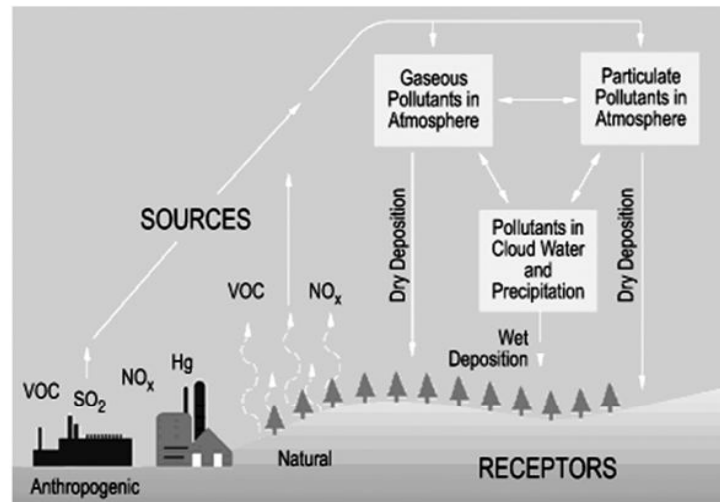 Gaseous
Pollutants in
Atmosphere
Particulate
Pollutants in
Atmosphere
SOURCES
Dry Deposition
Pollutants in
Cloud Water
and
Precipitation
Dry Deposition
VOC
NOx
Wet
Deposition
VOC
SO2
NOx
Hg
Anthropogenic
Natural
RECEPTORS